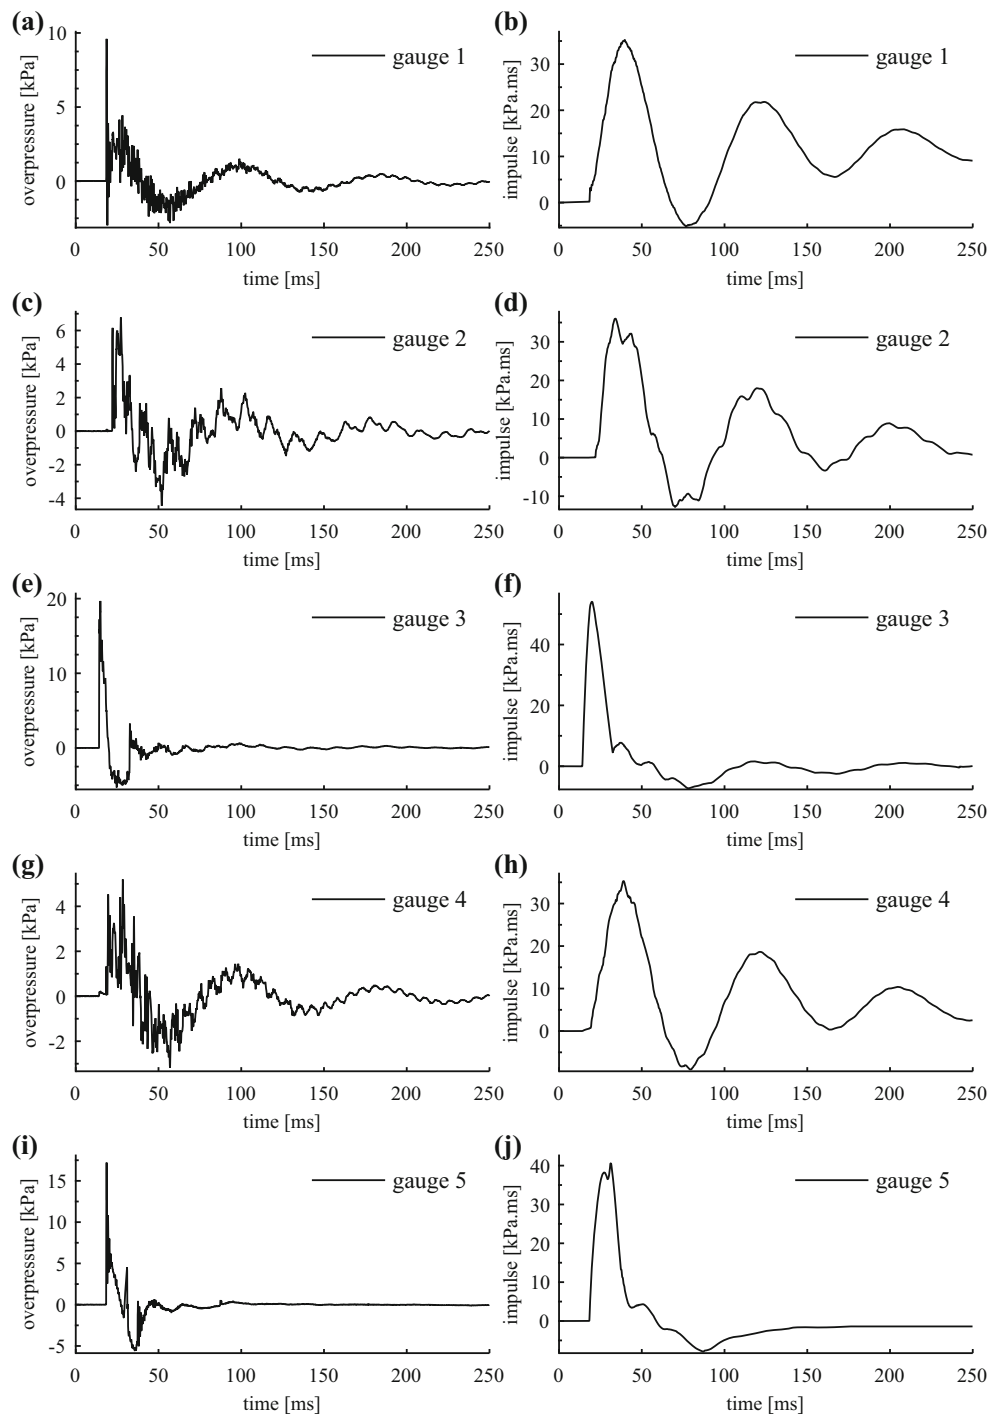 (a)
overpressure [kPa]
10
5
0
gauge 1
0 50 100 150 200 250
time [ms]
(b)
impulse [kPa.ms]
30
20
10
0
gauge 1
0 50 100 150 200 250
time [ms]
(c)
overpressure [kPa]
6
4
2
0
-2
-4
gauge 2
0 50 100 150 200 250
time [ms]
(d)
impulse [kPa.ms]
30
20
10
0
-10
gauge 2
0 50 100 150 200 250
time [ms]
(e)
overpressure [kPa]
20
10
0
gauge 3
0 50 100 150 200 250
time [ms]
(f)
impulse [kPa.ms]
40
20
0
gauge 3
0 50 100 150 200 250
time [ms]
(g)
overpressure [kPa]
4
2
0
-2
gauge 4
0 50 100 150 200 250
time [ms]
(h)
impulse [kPa.ms]
30
20
10
0
gauge 4
0 50 100 150 200 250
time [ms]
(i)
overpressure [kPa]
15
10
5
0
-5
gauge 5
0 50 100 150 200 250
time [ms]
(j)
impulse [kPa.ms]
40
30
20
10
0
gauge 5
0 50 100 150 200 250
time [ms]